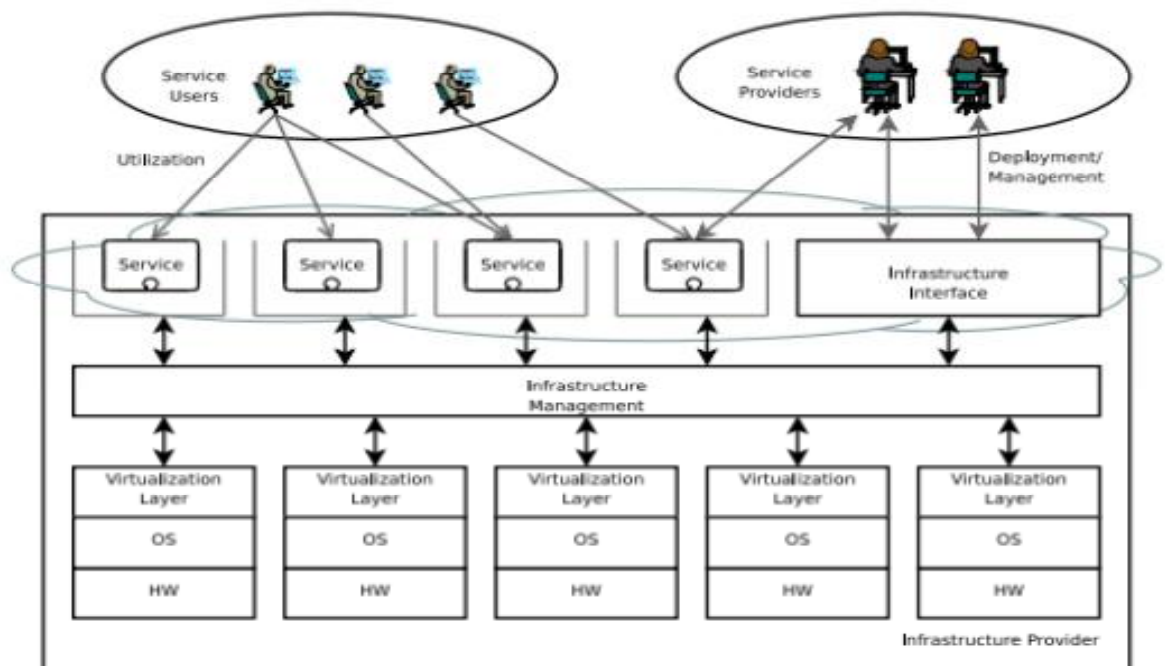 Service
Users
Service
Providers
Utilization
Deployment/
Management
Service
Service
Service
Service
Infrastructure
Interface
Infrastructure
Management
Virtualization
Layer
Virtualization
Layer
Virtualization
Layer
Virtualization
Layer
Virtualization
Layer
OS
OS
OS
OS
OS
HW
HW
HW
HW
HW
Infrastructure Provider